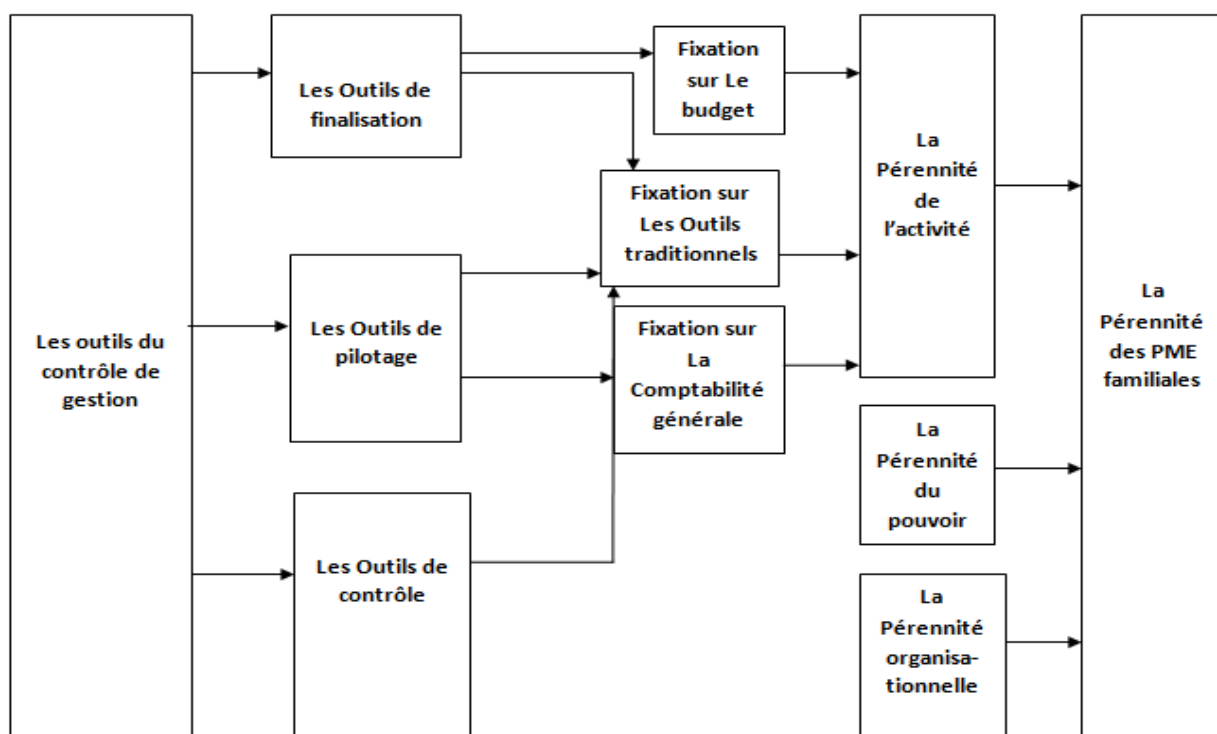 Les outils du
contrôle de
gestion
Les Outils de
finalisation
Les Outils de
pilotage
Les Outils de
contrôle
Fixation
sur Le
budget
Fixation sur
Les Outils
traditionnels
Fixation sur
La
Comptabilité
générale
La
Pérennité
de
l'activité
La
Pérennité
du
pouvoir
La
Pérennité
organisa-
tionnelle
La
Pérennité
des PME
familiales